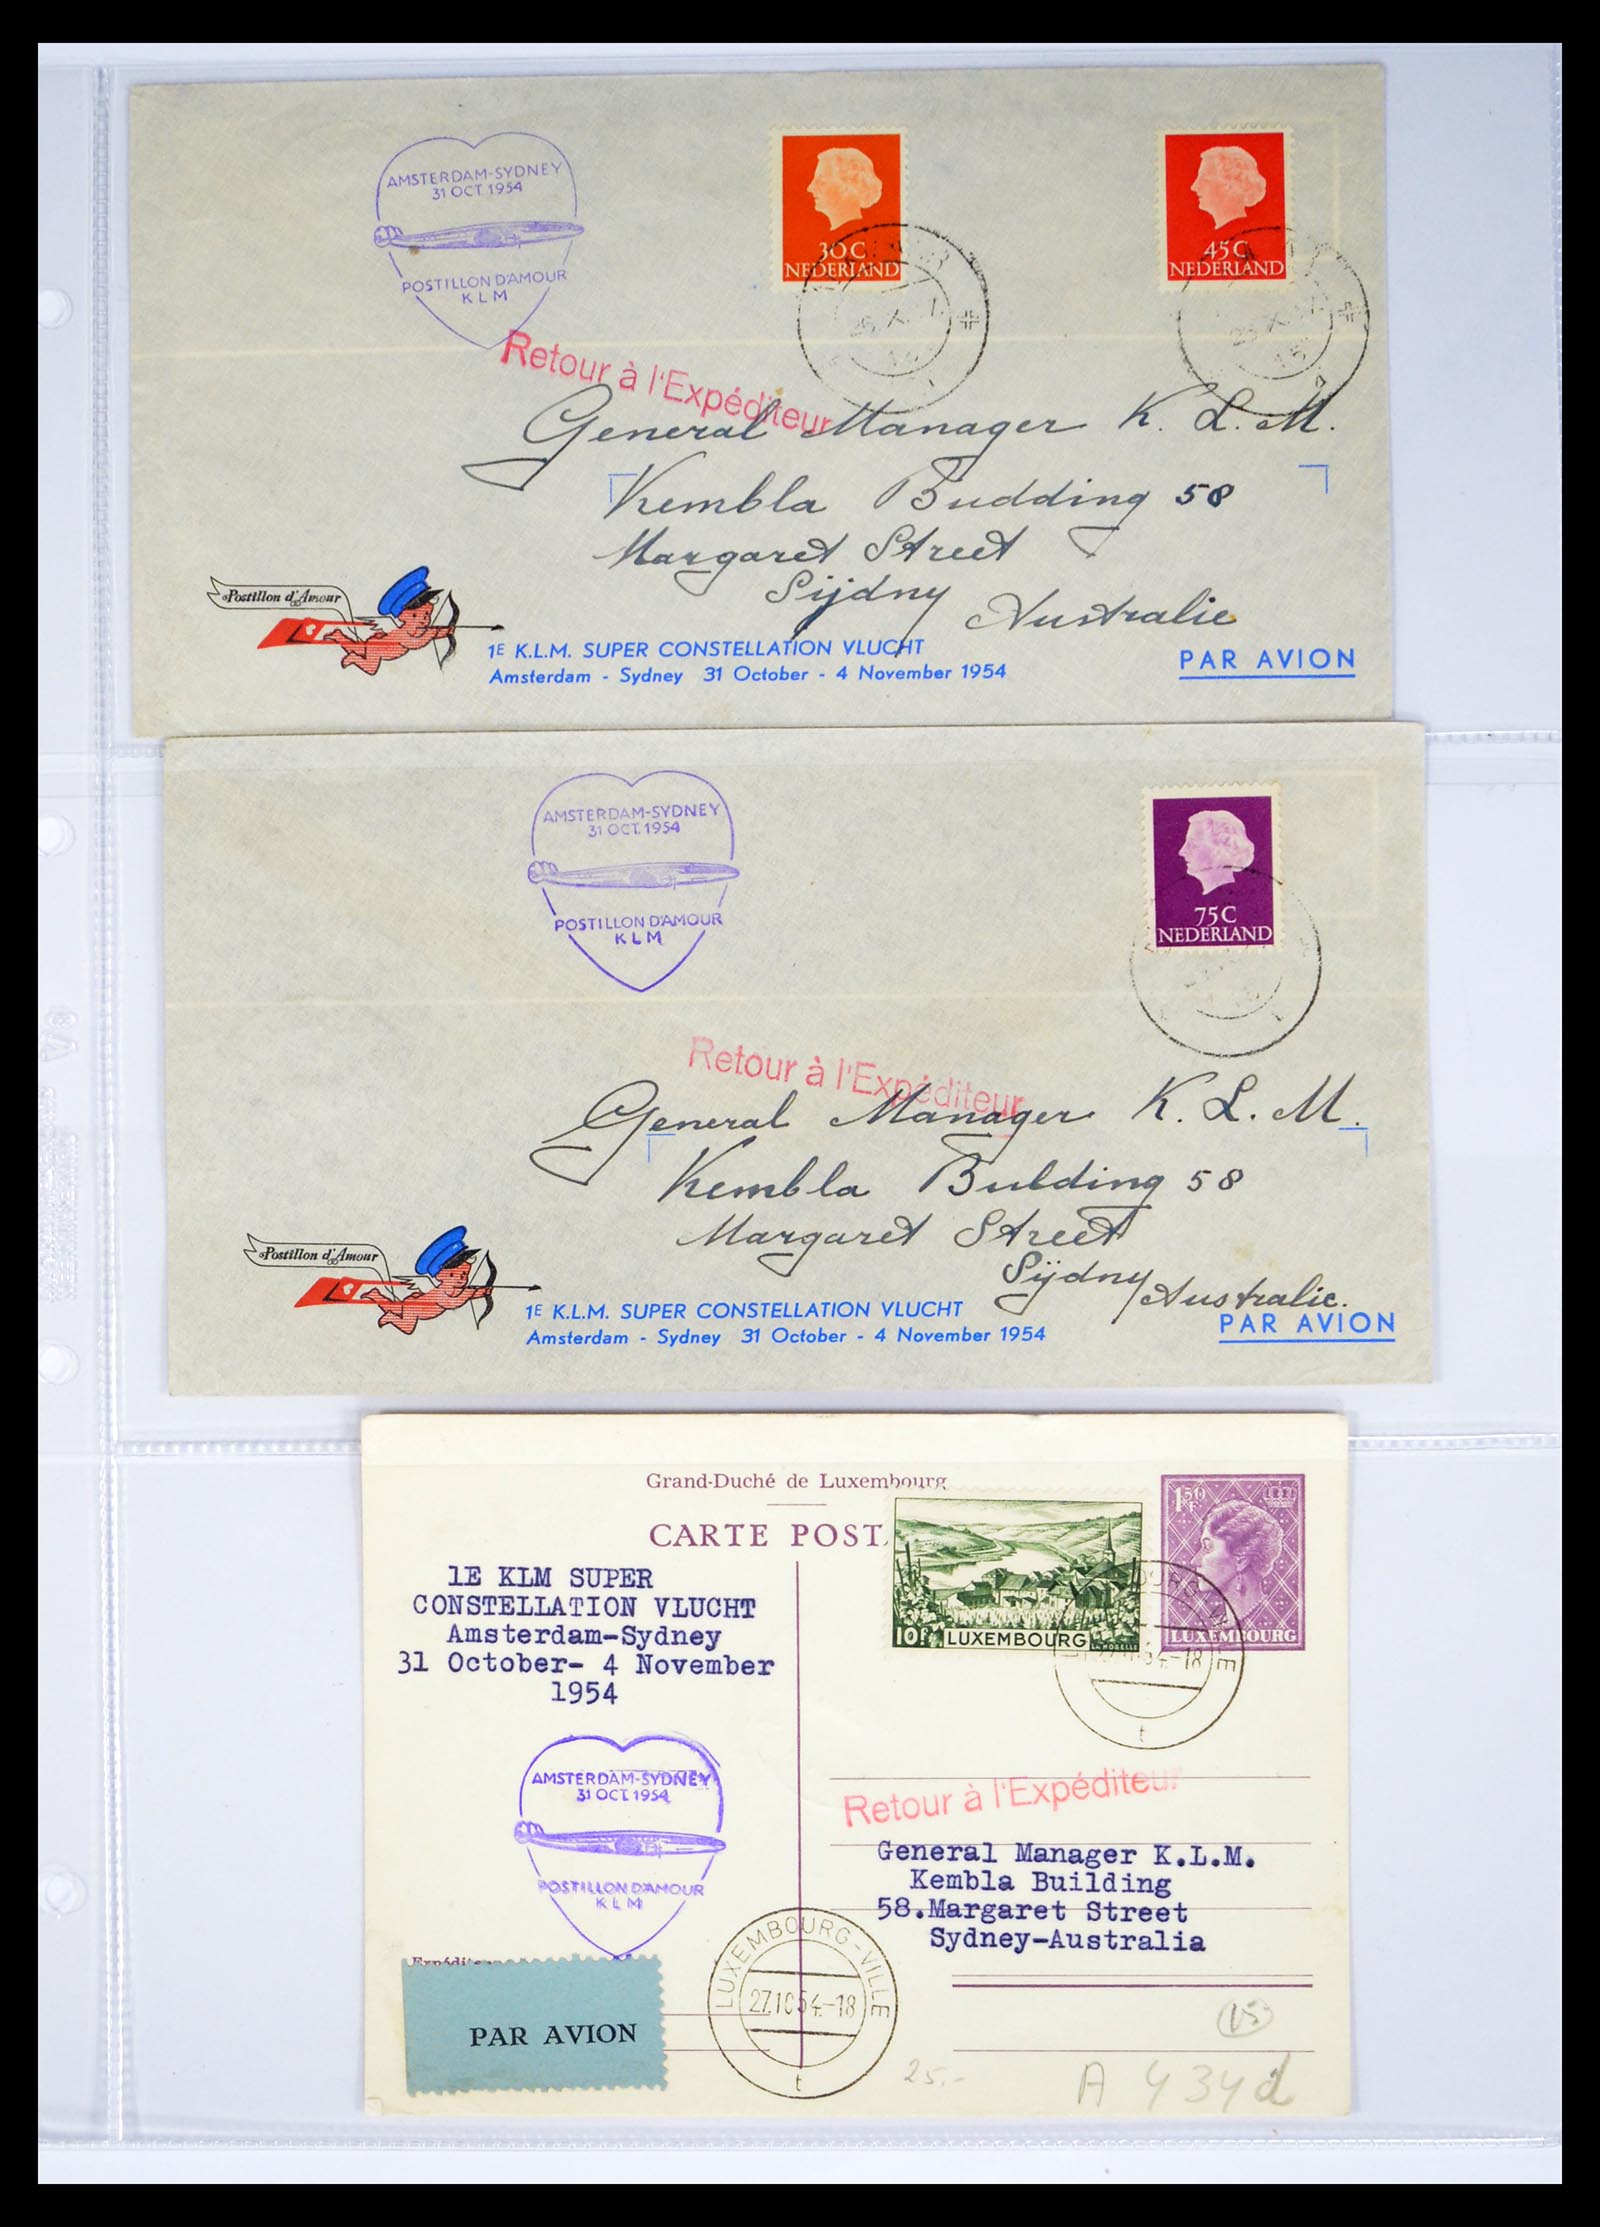 AMSTERDAM-SYDNEY
31 OCT. 1954
POSTILLON D'AMOUR
KLM
30C
NEDERLAND
45C
NEDERLAND
Retour à l'Expéditeur
General Manager K. L. M.
Kembla Budding 58
Margaret Street
Sijdny Australie
Postillon d'Amour
1E K.L.M. SUPER CONSTELLATION VLUCHT
Amsterdam - Sydney 31 October - 4 November 1954
PAR AVION
AMSTERDAM-SYDNEY
31 OCT. 1954
POSTILLON D'AMOUR
KLM
75C
NEDERLAND
Retour à l'Expéditeur
General Manager K. L. M.
Kembla Bulding 58
Margaret Street
Sijdny Australie.
Postillon d'Amour
1E K.L.M. SUPER CONSTELLATION VLUCHT
Amsterdam - Sydney 31 October - 4 November 1954
PAR AVION
Grand-Duché de Luxembourg
CARTE POST
1E KLM SUPER
CONSTELLATION VLUCHT
Amsterdam-Sydney
31 October- 4 November
1954
10F LUXEMBOURG
1.50 F
LUXEMBOURG
AMSTERDAM-SYDNEY
31 OCT. 1954
POSTILLON D'AMOUR
KLM
Retour à l'Expéditeur
General Manager K.L.M.
Kembla Building
58.Margaret Street
Sydney-Australia
PAR AVION
LUXEMBOURG-VILLE
27.10.54.-18
t
15
25.-
A 434d